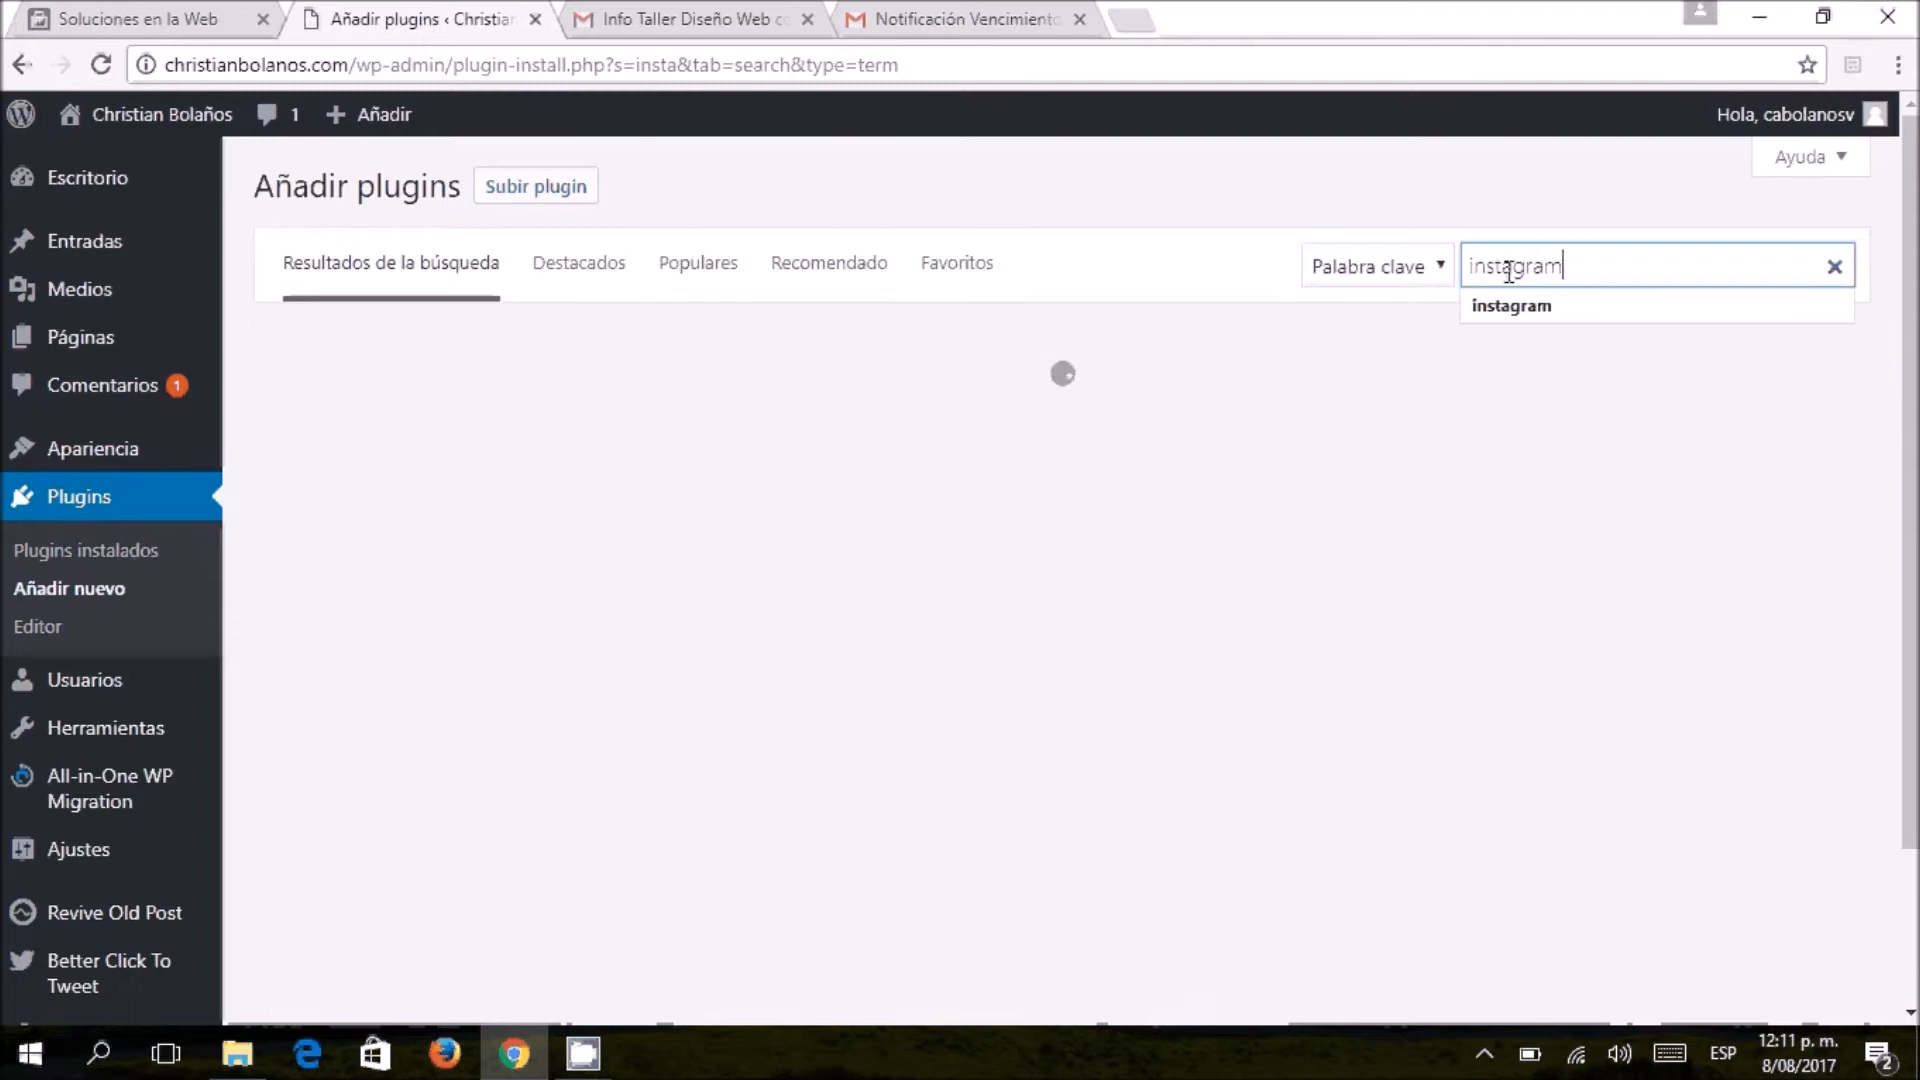 Soluciones en la Web
Añadir plugins ‹ Christian
Info Taller Diseño Web co
Notificación Vencimiento
christianbolanos.com/wp-admin/plugin-install.php?s=insta&tab=search&type=term
Christian Bolaños
1
Añadir
Hola, cabolanosv
Escritorio
Entradas
Medios
Páginas
Comentarios 1
Apariencia
Plugins
Plugins instalados
Añadir nuevo
Editor
Usuarios
Herramientas
All-in-One WP
Migration
Ajustes
Revive Old Post
Better Click To
Tweet
Ayuda
Añadir plugins
Subir plugin
Resultados de la búsqueda
Destacados
Populares
Recomendado
Favoritos
Palabra clave
instagram
instagram
ESP
12:11 p. m.
8/08/2017
2